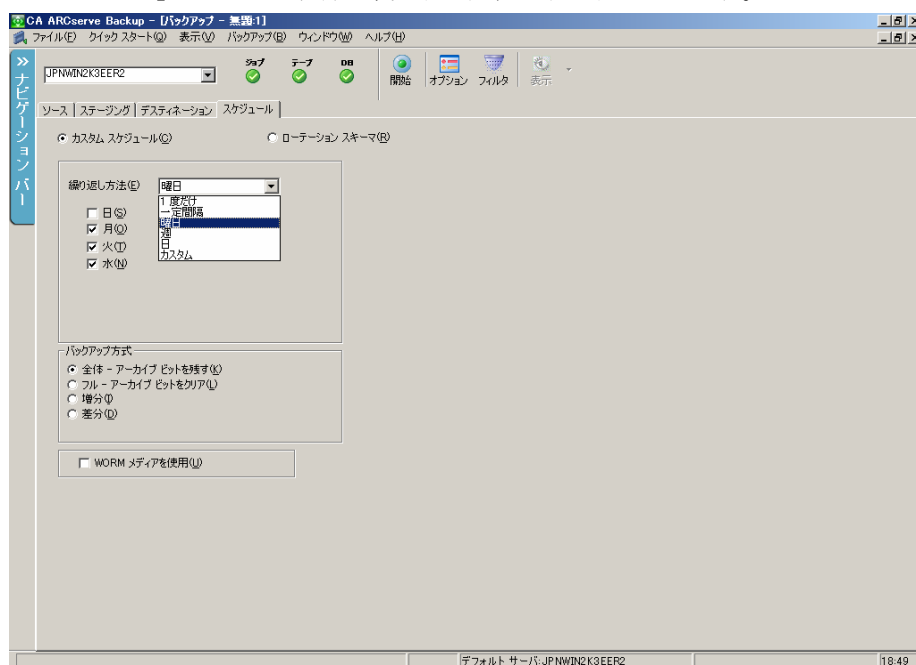 CA ARCserve Backup - [バックアップ - 無題:1]
ファイル(F) クイック スタート(Q) 表示(V) バックアップ(B) ウィンドウ(W) ヘルプ(H)
ナビゲーション バー
JPNWIN2K3EER2
ジョブ テープ DB
開始 オプション フィルタ 表示
ソース ステージング デスティネーション スケジュール
カスタム スケジュール(C) ローテーション スキーマ(R)
繰り返し方法(E) 曜日
1 度だけ
一定間隔
曜日
週
日
カスタム
日(S)
月(O)
火(T)
水(N)
バックアップ方式
全体 - アーカイブ ビットを残す(K)
フル - アーカイブ ビットをクリア(L)
増分(I)
差分(D)
WORM メディアを使用(U)
デフォルト サーバ:JPNWIN2K3EER2
18:49